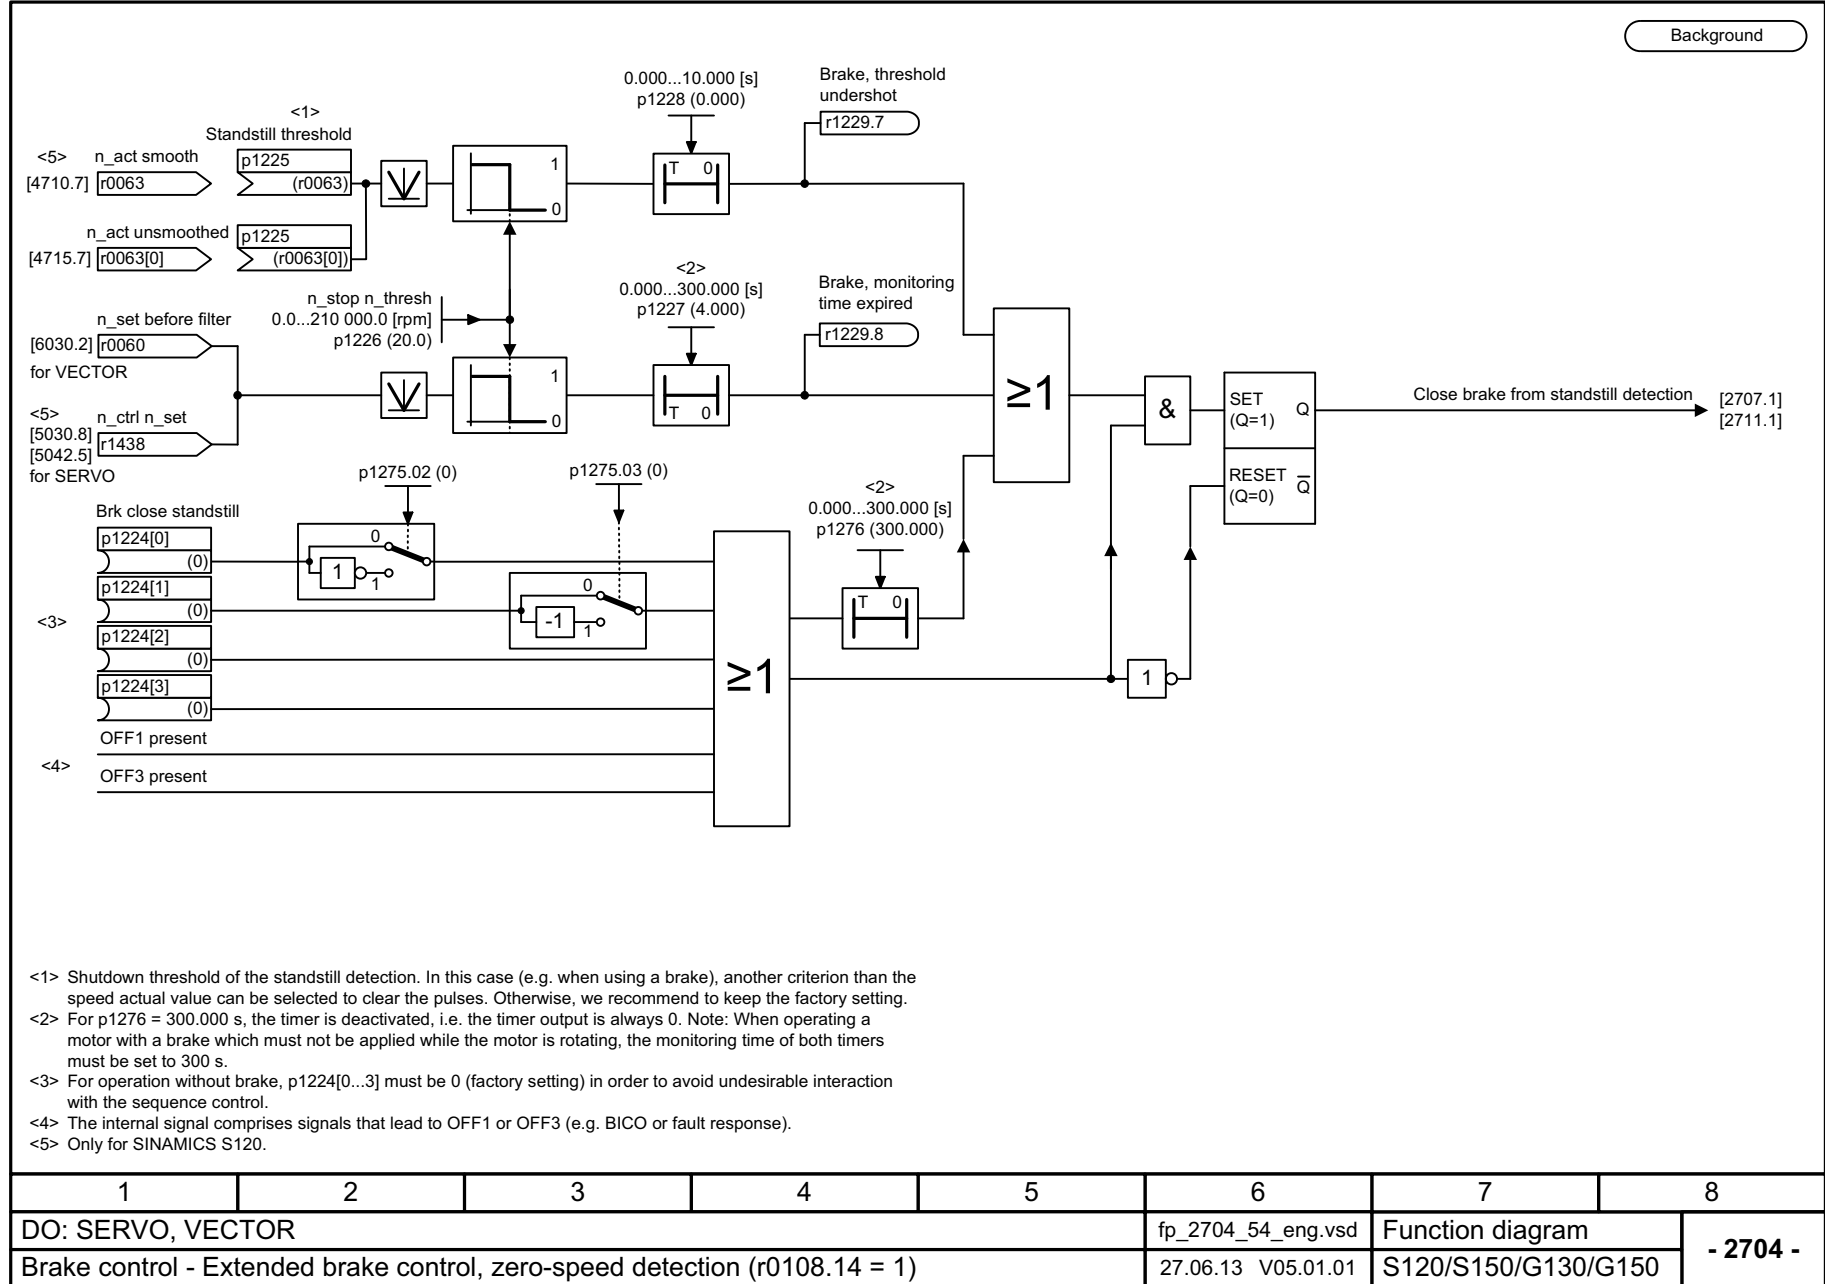 Background
0.000...10.000 [s]
p1228 (0.000)
Brake, threshold
undershot
r1229.7
<1>
Standstill threshold
<5> n_act smooth
[4710.7] r0063
p1225
(r0063)
1
0
T 0
n_act unsmoothed
[4715.7] r0063[0]
p1225
(r0063[0])
<2>
0.000...300.000 [s]
p1227 (4.000)
Brake, monitoring
time expired
r1229.8
n_stop n_thresh
0.0...210 000.0 [rpm]
p1226 (20.0)
n_set before filter
[6030.2] r0060
for VECTOR
1
0
T 0
≥1
&
SET
(Q=1)
Q
RESET
(Q=0)
Q̅
Close brake from standstill detection
[2707.1]
[2711.1]
<5>
[5030.8]
[5042.5]
n_ctrl n_set
r1438
for SERVO
p1275.02 (0)
p1275.03 (0)
<2>
0.000...300.000 [s]
p1276 (300.000)
Brk close standstill
p1224[0]
(0)
1
0
1
p1224[1]
(0)
-1
0
1
<3>
p1224[2]
(0)
p1224[3]
(0)
≥1
T 0
1
OFF1 present
<4>
OFF3 present
<1> Shutdown threshold of the standstill detection. In this case (e.g. when using a brake), another criterion than the
speed actual value can be selected to clear the pulses. Otherwise, we recommend to keep the factory setting.
<2> For p1276 = 300.000 s, the timer is deactivated, i.e. the timer output is always 0. Note: When operating a
motor with a brake which must not be applied while the motor is rotating, the monitoring time of both timers
must be set to 300 s.
<3> For operation without brake, p1224[0...3] must be 0 (factory setting) in order to avoid undesirable interaction
with the sequence control.
<4> The internal signal comprises signals that lead to OFF1 or OFF3 (e.g. BICO or fault response).
<5> Only for SINAMICS S120.
1 2 3 4 5 6 7 8
DO: SERVO, VECTOR
fp_2704_54_eng.vsd
Function diagram
- 2704 -
Brake control - Extended brake control, zero-speed detection (r0108.14 = 1)
27.06.13 V05.01.01
S120/S150/G130/G150